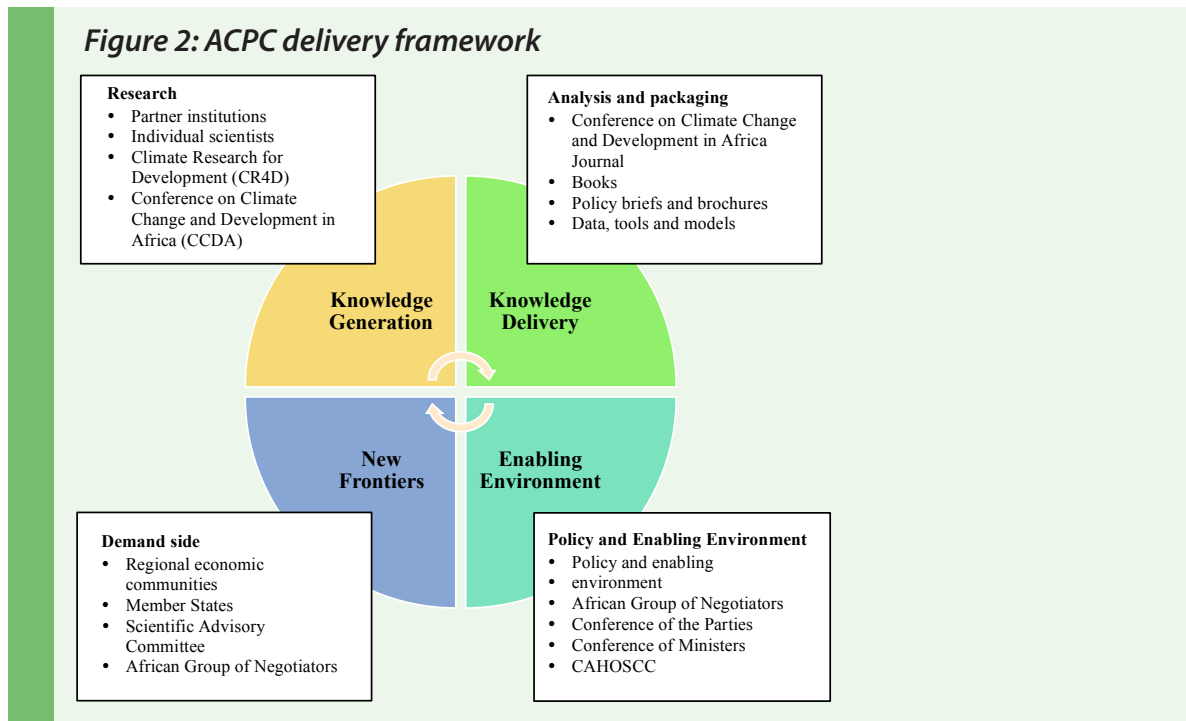 Figure 2: ACPC delivery framework
Research
• Partner institutions
• Individual scientists
• Climate Research for
Development (CR4D)
• Conference on Climate
Change and Development in
Africa (CCDA)
Analysis and packaging
• Conference on Climate Change
and Development in Africa
Journal
• Books
• Policy briefs and brochures
• Data, tools and models
Knowledge
Generation
Knowledge
Delivery
New
Frontiers
Enabling
Environment
Demand side
• Regional economic
communities
• Member States
• Scientific Advisory
Committee
• African Group of Negotiators
Policy and Enabling Environment
• Policy and enabling
• environment
• African Group of Negotiators
• Conference of the Parties
• Conference of Ministers
• CAHOSCC